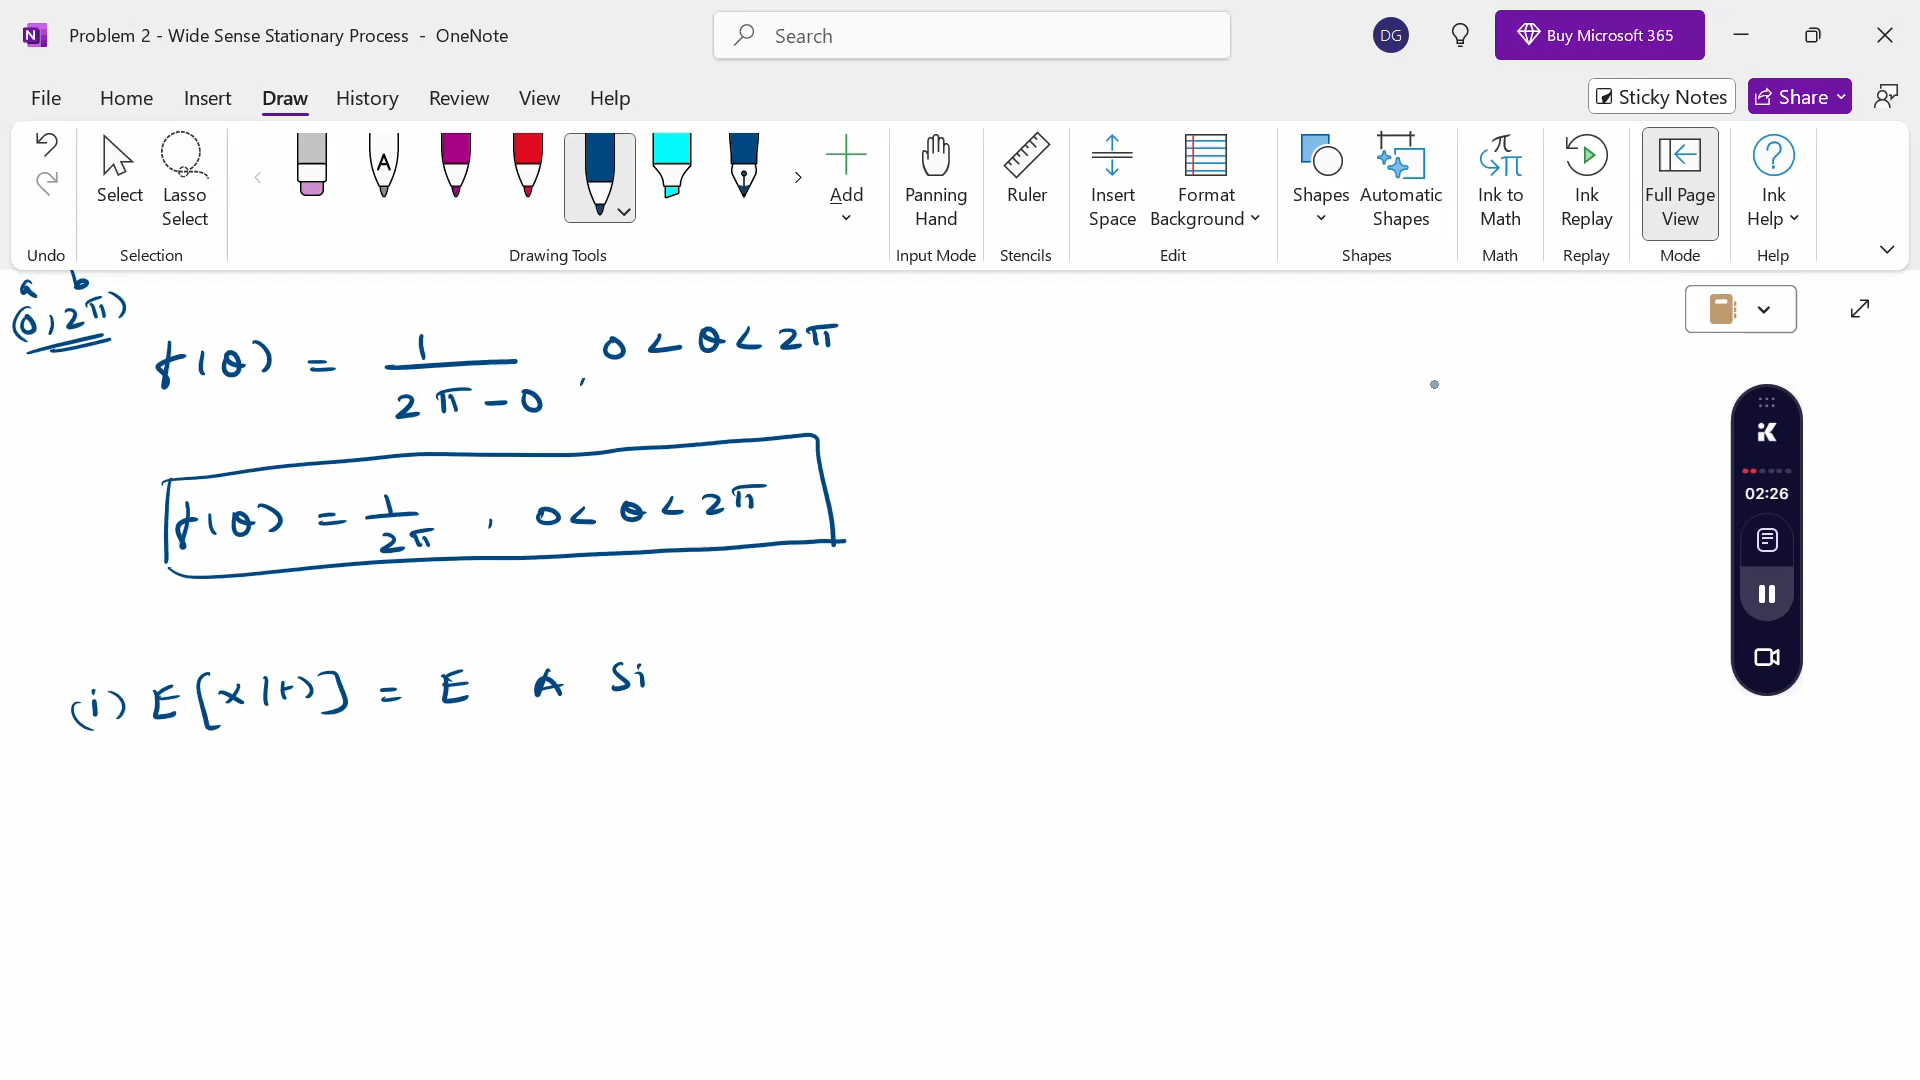 Problem 2 - Wide Sense Stationary Process - OneNote
Search
DG
Buy Microsoft 365
File Home Insert Draw History Review View Help
Sticky Notes
Share
A
Select
Lasso Select
Add
Panning Hand
Ruler
Insert Space
Format Background
Shapes
Automatic Shapes
Ink to Math
Ink Replay
Full Page View
Ink Help
Undo Selection Drawing Tools Input Mode Stencils Edit Shapes Math Replay Mode Help
a b
(0, 2π)
f(θ) = 1/(2π-0), 0 < θ < 2π
f(θ) = 1/2π, 0 < θ < 2π
(i) E[x(t)] = E A Si
02:26